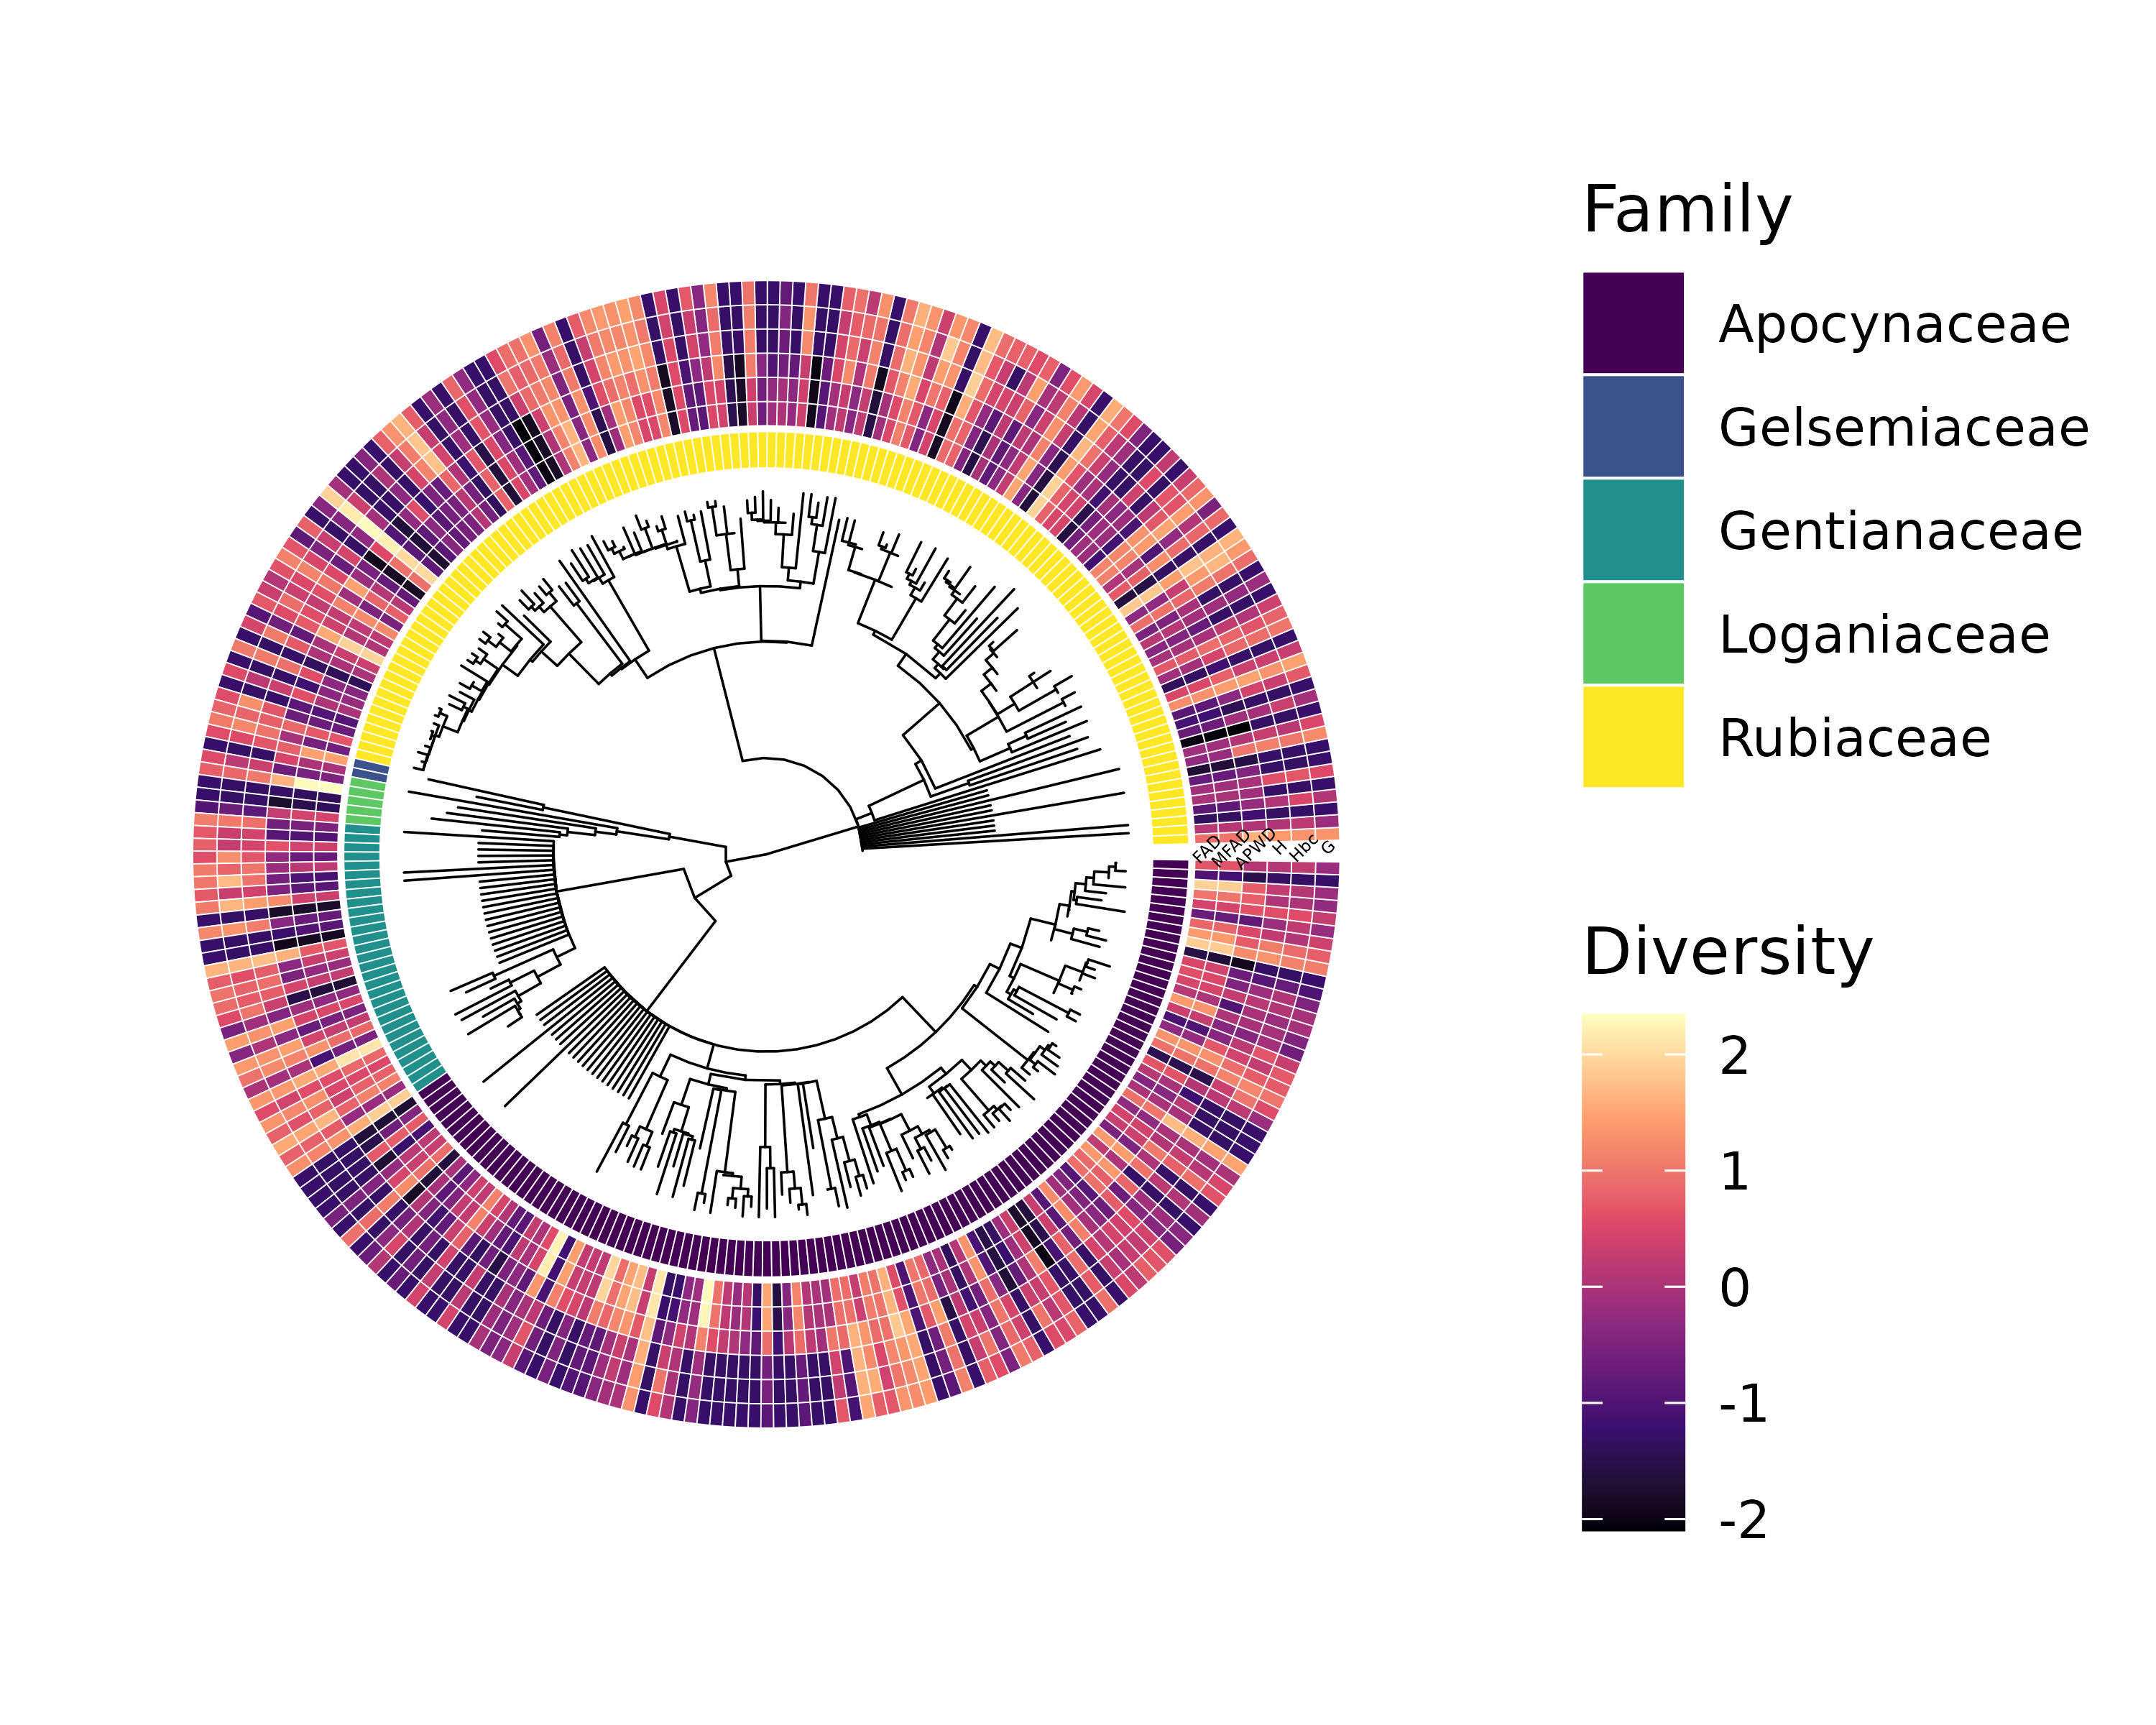 Family
Apocynaceae
Gelsemiaceae
Gentianaceae
Loganiaceae
Rubiaceae
FAD
MFAD
APWD
H
Hbc
G
Diversity
2
1
0
-1
-2